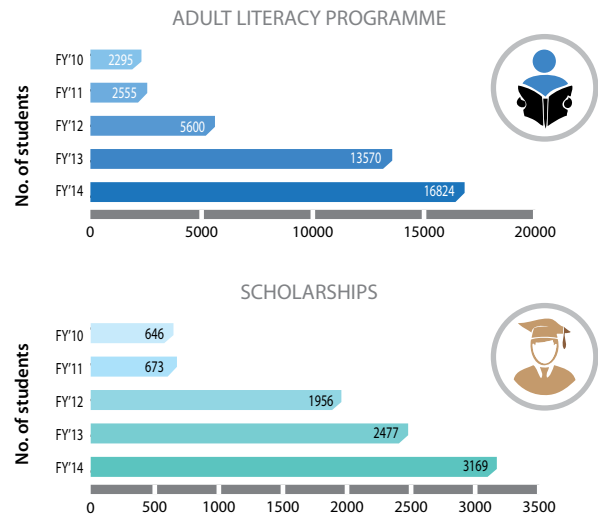 ADULT LITERACY PROGRAMME
No. of students
FY'10 2295
FY'11 2555
FY'12 5600
FY'13 13570
FY'14 16824
0 5000 10000 15000 20000
SCHOLARSHIPS
No. of students
FY'10 646
FY'11 673
FY'12 1956
FY'13 2477
FY'14 3169
0 500 1000 1500 2000 2500 3000 3500